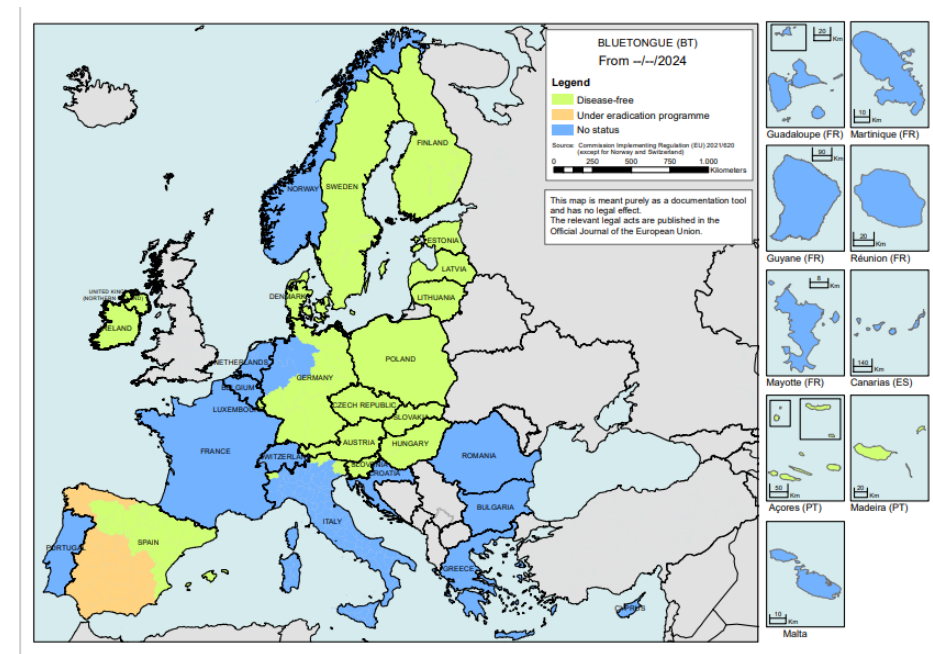 BLUETONGUE (BT)
From --/--/2024
Legend
Disease-free
Under eradication programme
No status
Source: Commission Implementing Regulation (EU) 2021/620
(except for Norway and Switzerland)
0 250 500 750 1.000
Kilometers
This map is meant purely as a documentation tool
and has no legal effect.
The relevant legal acts are published in the
Official Journal of the European Union.
FINLAND
NORWAY
SWEDEN
ESTONIA
LATVIA
LITHUANIA
DENMARK
UNITED KINGDOM
(NORTHERN IRELAND)
IRELAND
NETHERLANDS
BELGIUM
LUXEMBOURG
GERMANY
POLAND
CZECH REPUBLIC
SLOVAKIA
AUSTRIA
HUNGARY
FRANCE
SWITZERLAND
SLOVENIA
CROATIA
ROMANIA
BULGARIA
ITALY
SPAIN
PORTUGAL
GREECE
CYPRUS
20
Km
Guadaloupe (FR)
10
Km
Martinique (FR)
90
Km
Guyane (FR)
20
Km
Réunion (FR)
8
Km
Mayotte (FR)
140
Km
Canarias (ES)
50
Km
Açores (PT)
20
Km
Madeira (PT)
10
Km
Malta